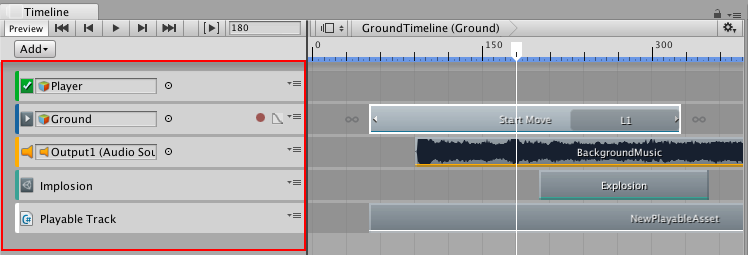 Timeline
Preview
180
GroundTimeline (Ground)
Add
0
150
300
Player
Ground
Start Move
L1
Output1 (Audio Sou
BackgroundMusic
Implosion
Explosion
C#
Playable Track
NewPlayableAsset